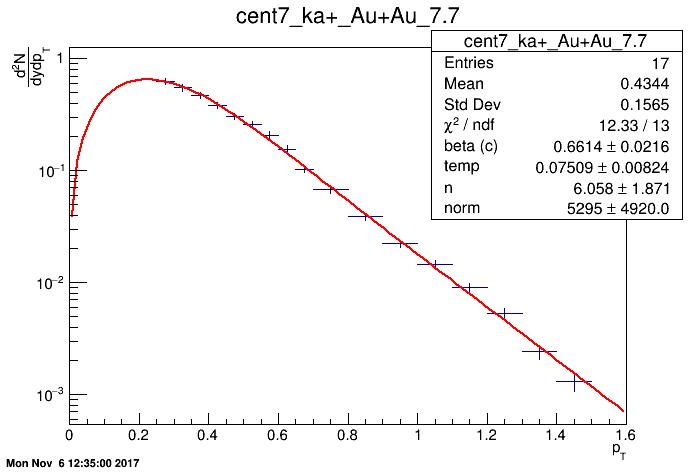 cent7_ka+_Au+Au_7.7
cent7_ka+_Au+Au_7.7
Entries 17
Mean 0.4344
Std Dev 0.1565
χ² / ndf 12.33 / 13
beta (c) 0.6614 ± 0.0216
temp 0.07509 ± 0.00824
n 6.058 ± 1.871
norm 5295 ± 4920.0
d²N
dydp_T
1
10⁻¹
10⁻²
10⁻³
0 0.2 0.4 0.6 0.8 1 1.2 1.4 1.6
p_T
Mon Nov 6 12:35:00 2017